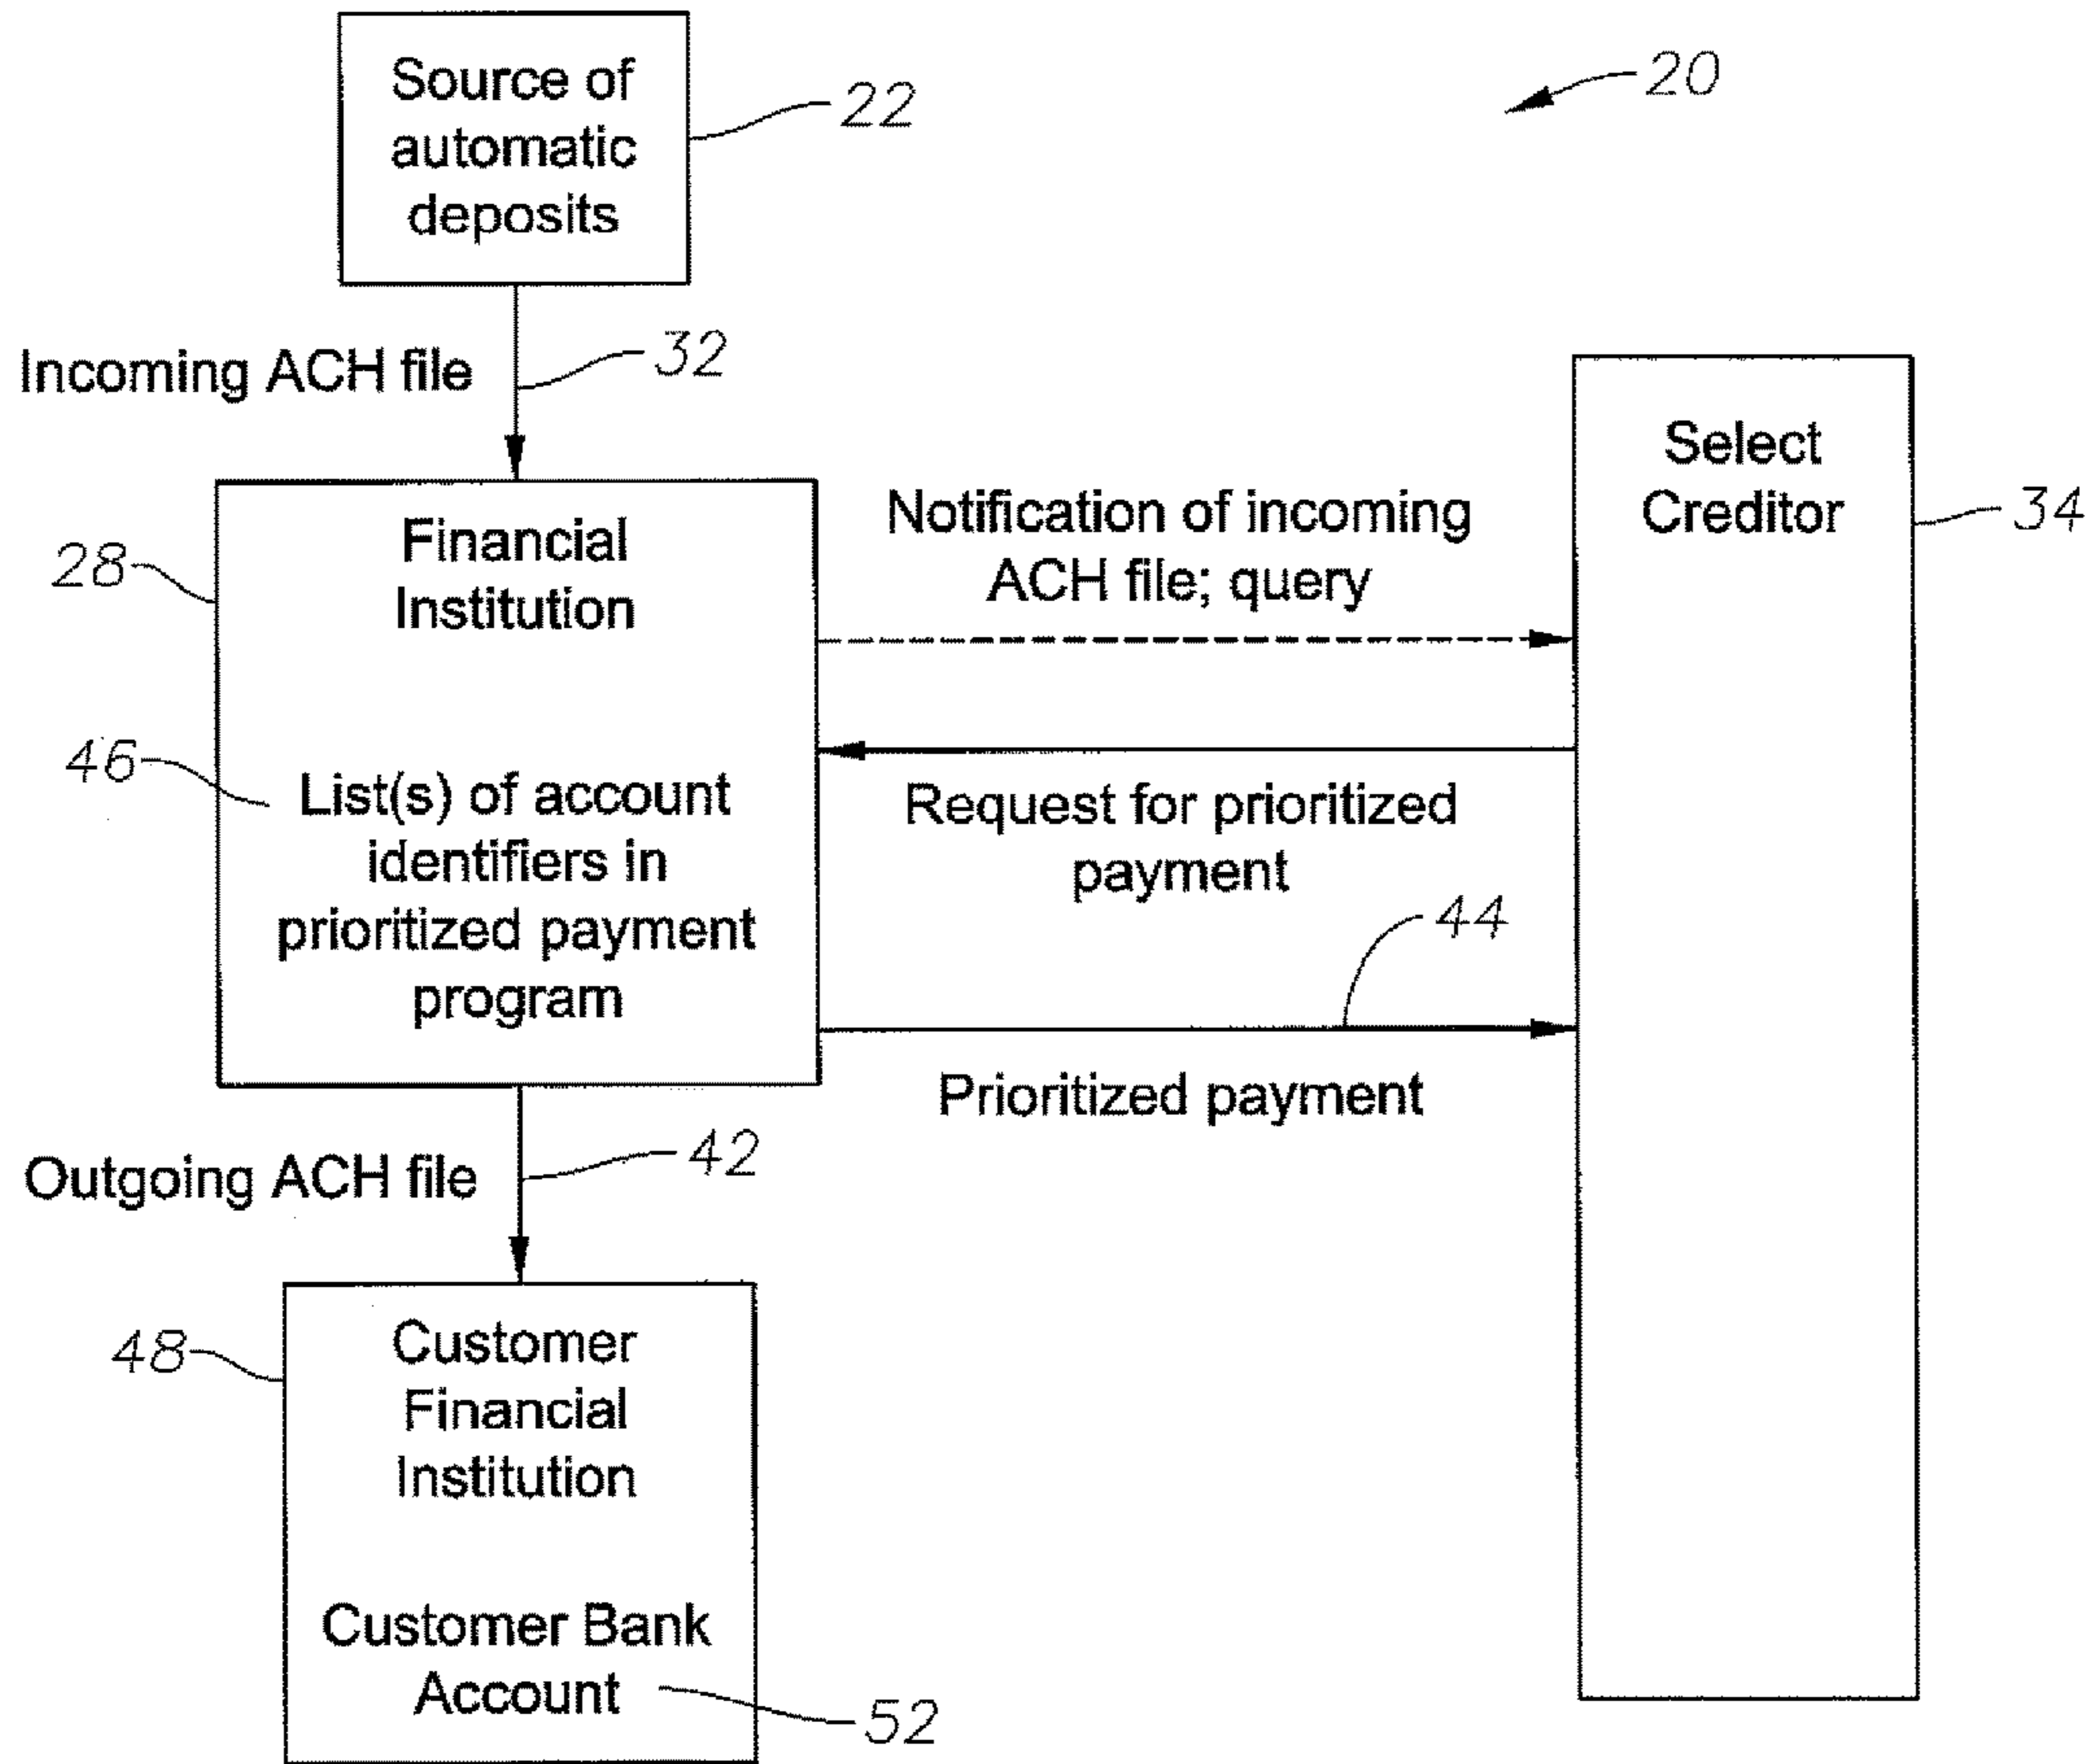 Source of
automatic
deposits
22
20
Incoming ACH file
32
Select
Creditor
34
Financial
Institution
28
Notification of incoming
ACH file; query
46
List(s) of account
identifiers in
prioritized payment
program
Request for prioritized
payment
44
Prioritized payment
Outgoing ACH file
42
48
Customer
Financial
Institution
Customer Bank
Account
52